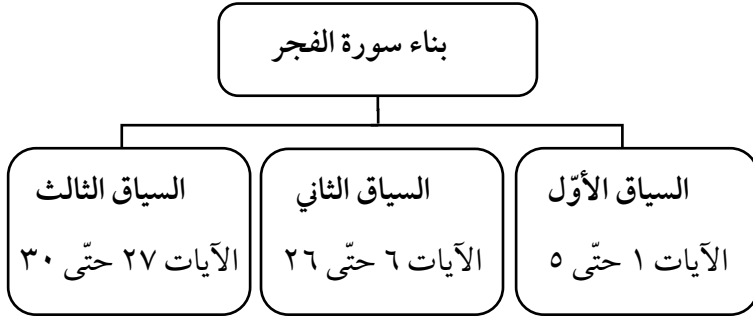 بناء سورة الفجر
السياق الأوّل
الآيات ١ حتّى ٥
السياق الثاني
الآيات ٦ حتّى ٢٦
السياق الثالث
الآيات ٢٧ حتّى ٣٠